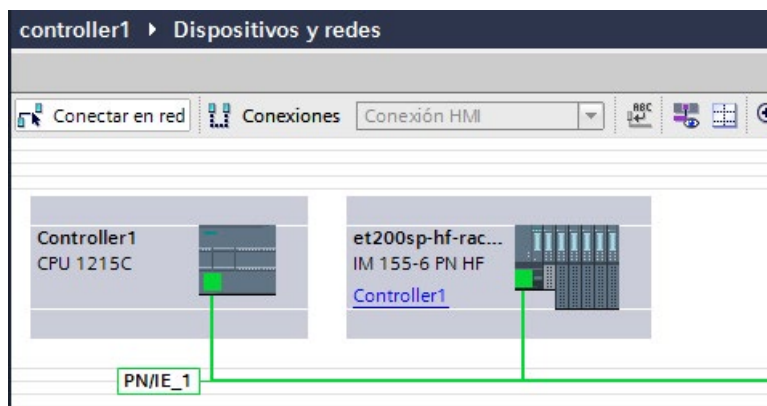 controller1 ▸ Dispositivos y redes
Conectar en red Conexiones Conexión HMI ABC
Controller1
CPU 1215C
et200sp-hf-rac...
IM 155-6 PN HF
Controller1
PN/IE_1